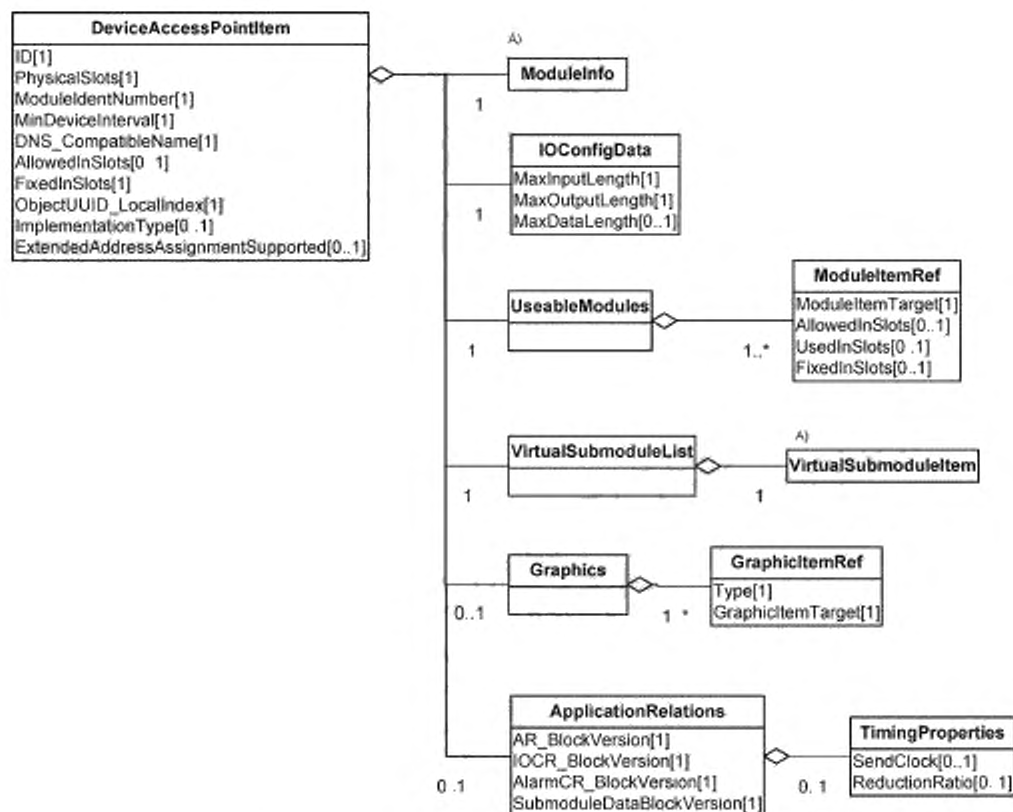 DeviceAccessPointItem
ID[1]
PhysicalSlots[1]
ModuleIdentNumber[1]
MinDeviceInterval[1]
DNS_CompatibleName[1]
AllowedInSlots[0 1]
FixedInSlots[1]
ObjectUUID_LocalIndex[1]
ImplementationType[0 .1]
ExtendedAddressAssignmentSupported[0..1]
A)
ModuleInfo
1
IOConfigData
MaxInputLength[1]
MaxOutputLength[1]
MaxDataLength[0..1]
1
UseableModules
1
ModuleItemRef
ModuleItemTarget[1]
AllowedInSlots[0..1]
UsedInSlots[0 .1]
FixedInSlots[0..1]
1..*
VirtualSubmoduleList
1
A)
VirtualSubmoduleItem
1
Graphics
0..1
GraphicItemRef
Type[1]
GraphicItemTarget[1]
1 *
ApplicationRelations
AR_BlockVersion[1]
IOCR_BlockVersion[1]
AlarmCR_BlockVersion[1]
SubmoduleDataBlockVersion[1]
0 .1
TimingProperties
SendClock[0..1]
ReductionRatio[0. 1]
0. 1